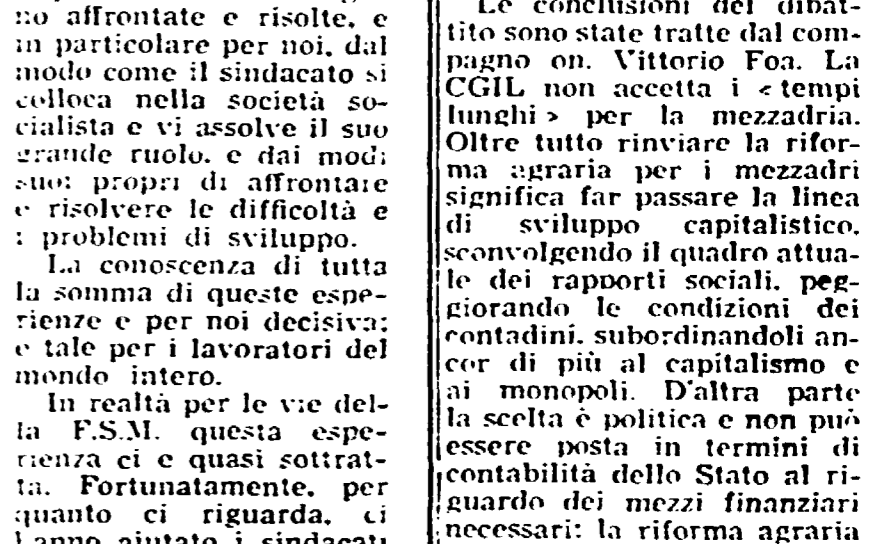 no affrontate e risolte, e
in particolare per noi, dal
modo come il sindacato si
colloca nella società so-
cialista e vi assolve il suo
grande ruolo, e dai modi
suoi propri di affrontare
e risolvere le difficoltà e
i problemi di sviluppo.
La conoscenza di tutta
la somma di queste espe-
rienze e per noi decisiva;
e tale per i lavoratori del
mondo intero.
In realtà per le vie del-
la F.S.M. questa espe-
rienza ci e quasi sottrat-
ta. Fortunatamente, per
quanto ci riguarda, ci
hanno aiutato i sindacati
Le conclusioni del dibat-
tito sono state tratte dal com-
pagno on. Vittorio Foa. La
CGIL non accetta i « tempi
lunghi » per la mezzadria.
Oltre tutto rinviare la rifor-
ma agraria per i mezzadri
significa far passare la linea
di sviluppo capitalistico,
sconvolgendo il quadro attua-
le dei rapporti sociali, peg-
giorando le condizioni dei
contadini, subordinandoli an-
cor di più al capitalismo e
ai monopoli. D'altra parte
la scelta è politica e non può
essere posta in termini di
contabilità dello Stato al ri-
guardo dei mezzi finanziari
necessari: la riforma agraria